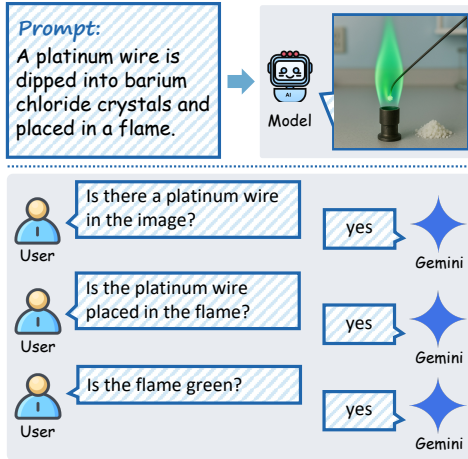 Prompt:
A platinum wire is
dipped into barium
chloride crystals and
placed in a flame.
AI
Model
Is there a platinum wire
in the image?
yes
User
Gemini
Is the platinum wire
placed in the flame?
yes
User
Gemini
Is the flame green?
yes
User
Gemini